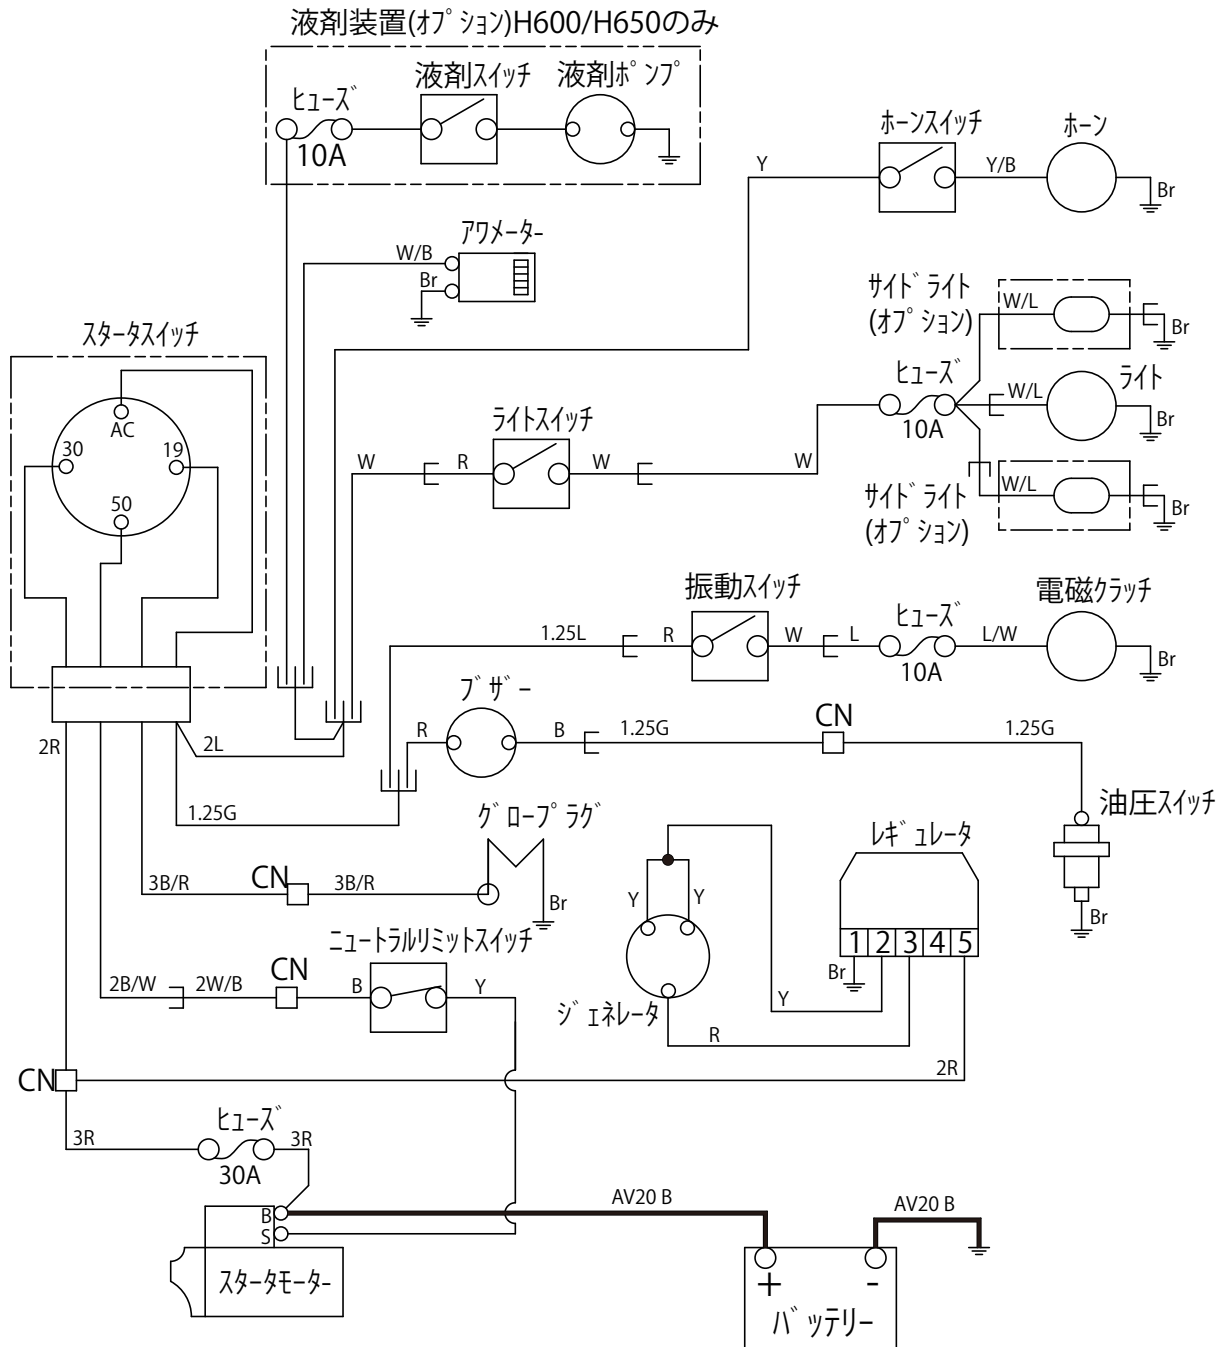 液剤装置(ｵﾌﾟｼｮﾝ)H600/H650のみ
液剤ｽｲｯﾁ
液剤ﾎﾟﾝﾌﾟ
ﾋｭｰｽﾞ
10A
ﾎｰﾝｽｲｯﾁ
ﾎｰﾝ
Y
Y/B
Br
ｱﾜﾒｰﾀｰ
W/B
Br
ｻｲﾄﾞﾗｲﾄ
(ｵﾌﾟｼｮﾝ)
W/L
Br
ｽﾀｰﾀｽｲｯﾁ
AC
30
19
50
ﾋｭｰｽﾞ
10A
W/L
ﾗｲﾄ
Br
ﾗｲﾄｽｲｯﾁ
W
R
W
W
ｻｲﾄﾞﾗｲﾄ
(ｵﾌﾟｼｮﾝ)
W/L
Br
振動ｽｲｯﾁ
ﾋｭｰｽﾞ
電磁ｸﾗｯﾁ
1.25L
R
W
L
10A
L/W
Br
ﾌﾞｻﾞｰ
R
B
1.25G
CN
1.25G
2R
2L
1.25G
油圧ｽｲｯﾁ
Br
ｸﾞﾛｰﾌﾟﾗｸﾞ
3B/R
CN
3B/R
Br
ﾚｷﾞｭﾚｰﾀ
1
2
3
4
5
Br
Y
Y
ｼﾞｪﾈﾚｰﾀ
Y
R
2R
ﾆｭｰﾄﾗﾙﾘﾐｯﾄｽｲｯﾁ
2B/W
2W/B
CN
B
Y
CN
3R
ﾋｭｰｽﾞ
30A
3R
B
S
ｽﾀｰﾀﾓｰﾀｰ
AV20 B
AV20 B
+
-
ﾊﾞｯﾃﾘｰ